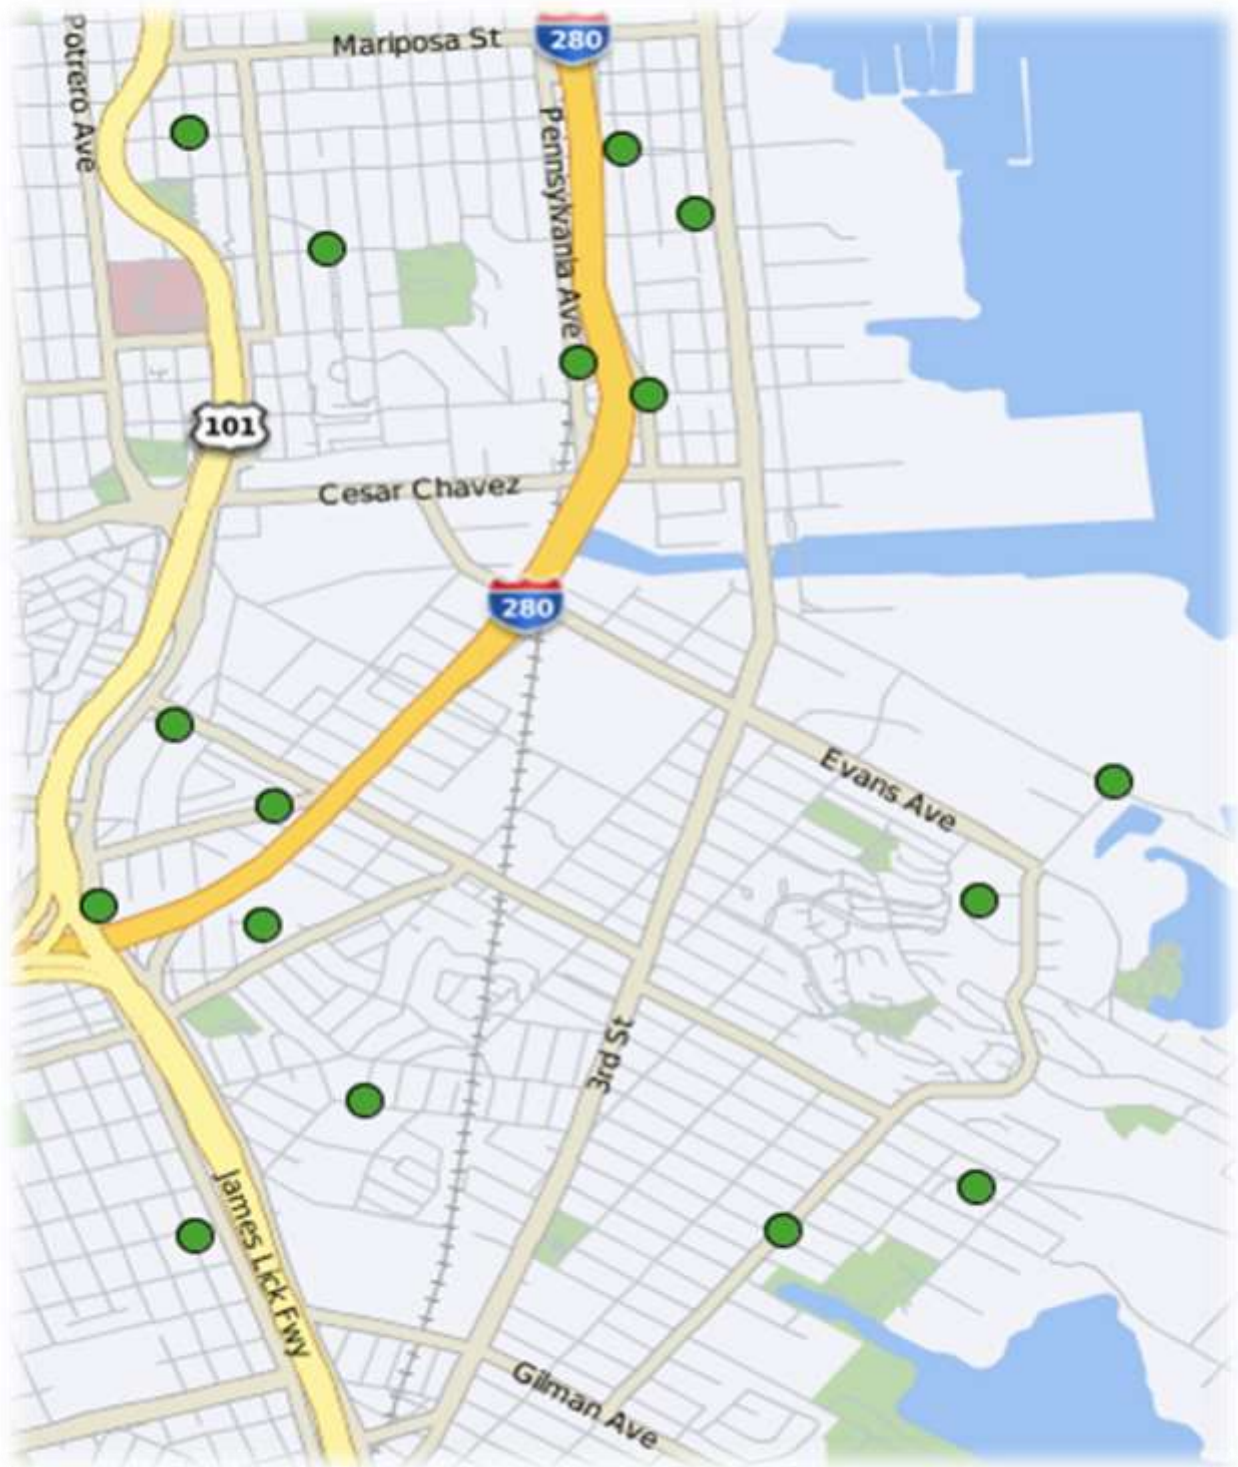 Potrero Ave
Mariposa St
280
Pennsylvania Ave
101
Cesar Chavez
280
Evans Ave
3rd St
James Lick Fwy
Gilman Ave